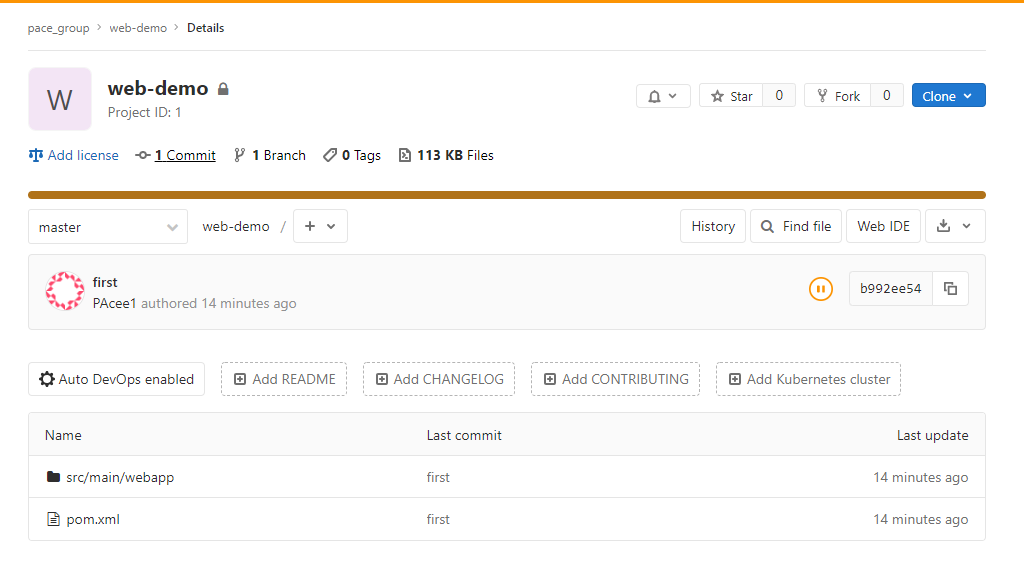 pace_group > web-demo > Details
W
web-demo
Project ID: 1
Star 0 Fork 0 Clone
Add license 1 Commit 1 Branch 0 Tags 113 KB Files
master web-demo / + History Find file Web IDE
first
PAcee1 authored 14 minutes ago
b992ee54
Auto DevOps enabled Add README Add CHANGELOG Add CONTRIBUTING Add Kubernetes cluster
Name Last commit Last update
src/main/webapp first 14 minutes ago
pom.xml first 14 minutes ago